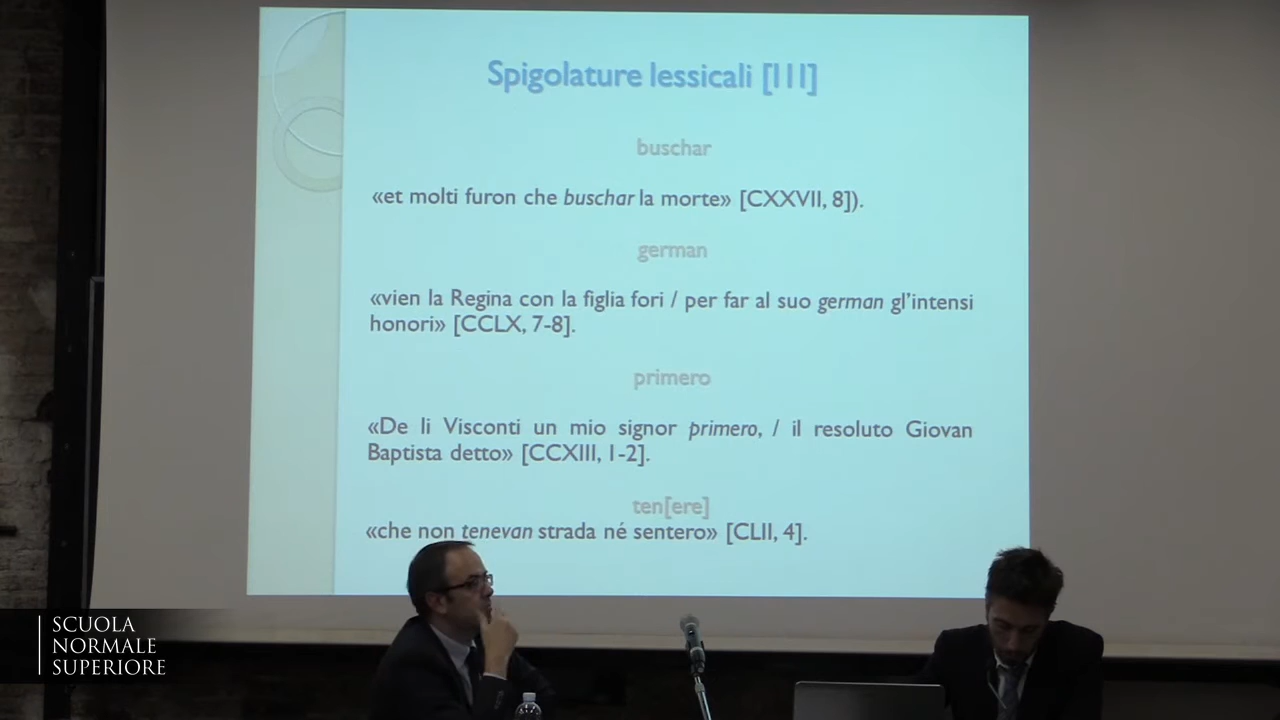 Spigolature lessicali [III]
buschar
«et molti furon che buschar la morte» [CXXVII, 8]).
german
«vien la Regina con la figlia fori / per far al suo german gl'intensi
honori» [CCLX, 7-8].
primero
«De li Visconti un mio signor primero, / il resoluto Giovan
Baptista detto» [CCXIII, 1-2].
ten[ere]
«che non tenevan strada né sentero» [CLII, 4].
SCUOLA
NORMALE
SUPERIORE